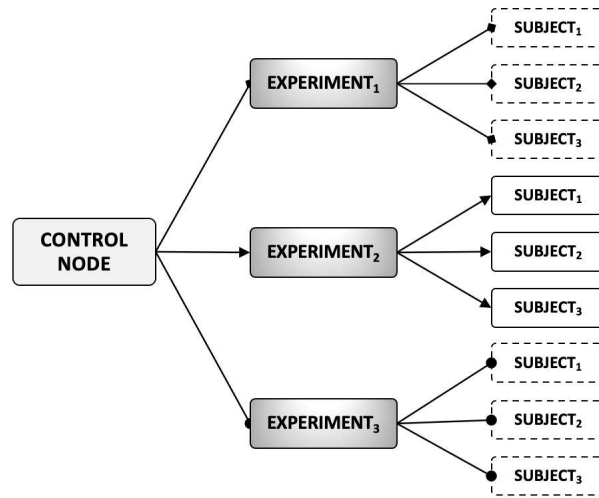 SUBJECT₁
EXPERIMENT₁
SUBJECT₂
SUBJECT₃
SUBJECT₁
CONTROL
NODE
EXPERIMENT₂
SUBJECT₂
SUBJECT₃
SUBJECT₁
EXPERIMENT₃
SUBJECT₂
SUBJECT₃